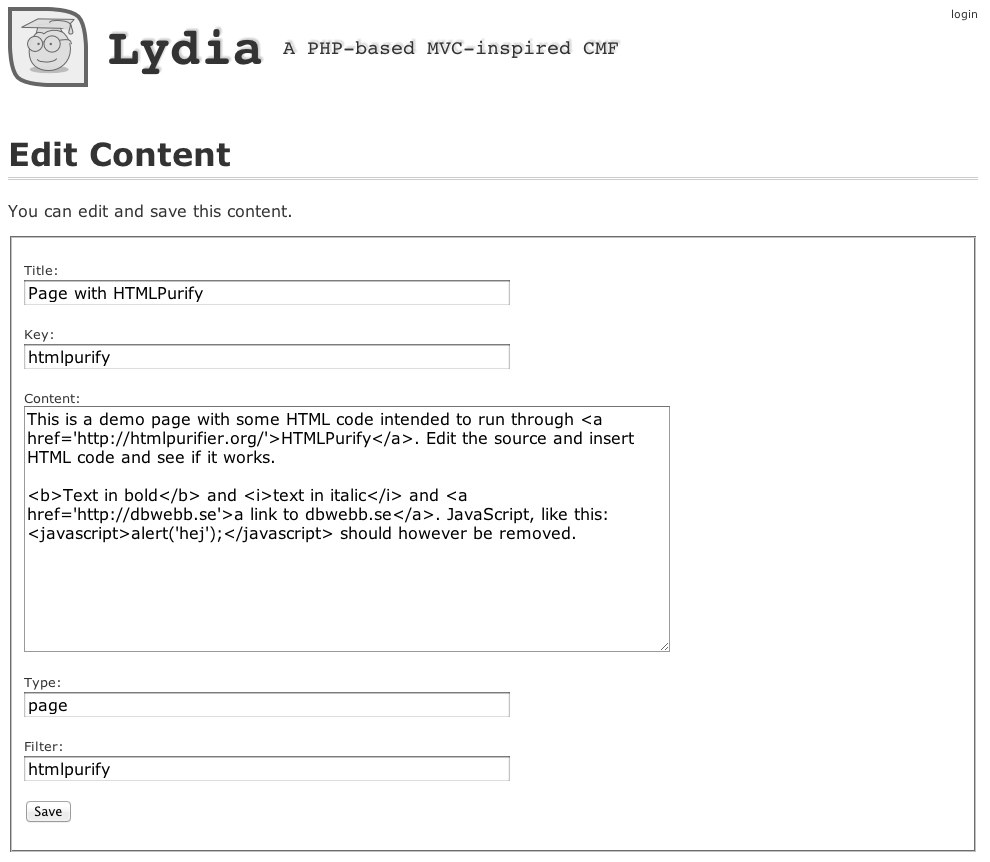 login
Lydia A PHP-based MVC-inspired CMF
Edit Content
You can edit and save this content.
Title:
Page with HTMLPurify
Key:
htmlpurify
Content:
This is a demo page with some HTML code intended to run through <a
href='http://htmlpurifier.org/'>HTMLPurify</a>. Edit the source and insert
HTML code and see if it works.
<b>Text in bold</b> and <i>text in italic</i> and <a
href='http://dbwebb.se'>a link to dbwebb.se</a>. JavaScript, like this:
<javascript>alert('hej');</javascript> should however be removed.
Type:
page
Filter:
htmlpurify
Save